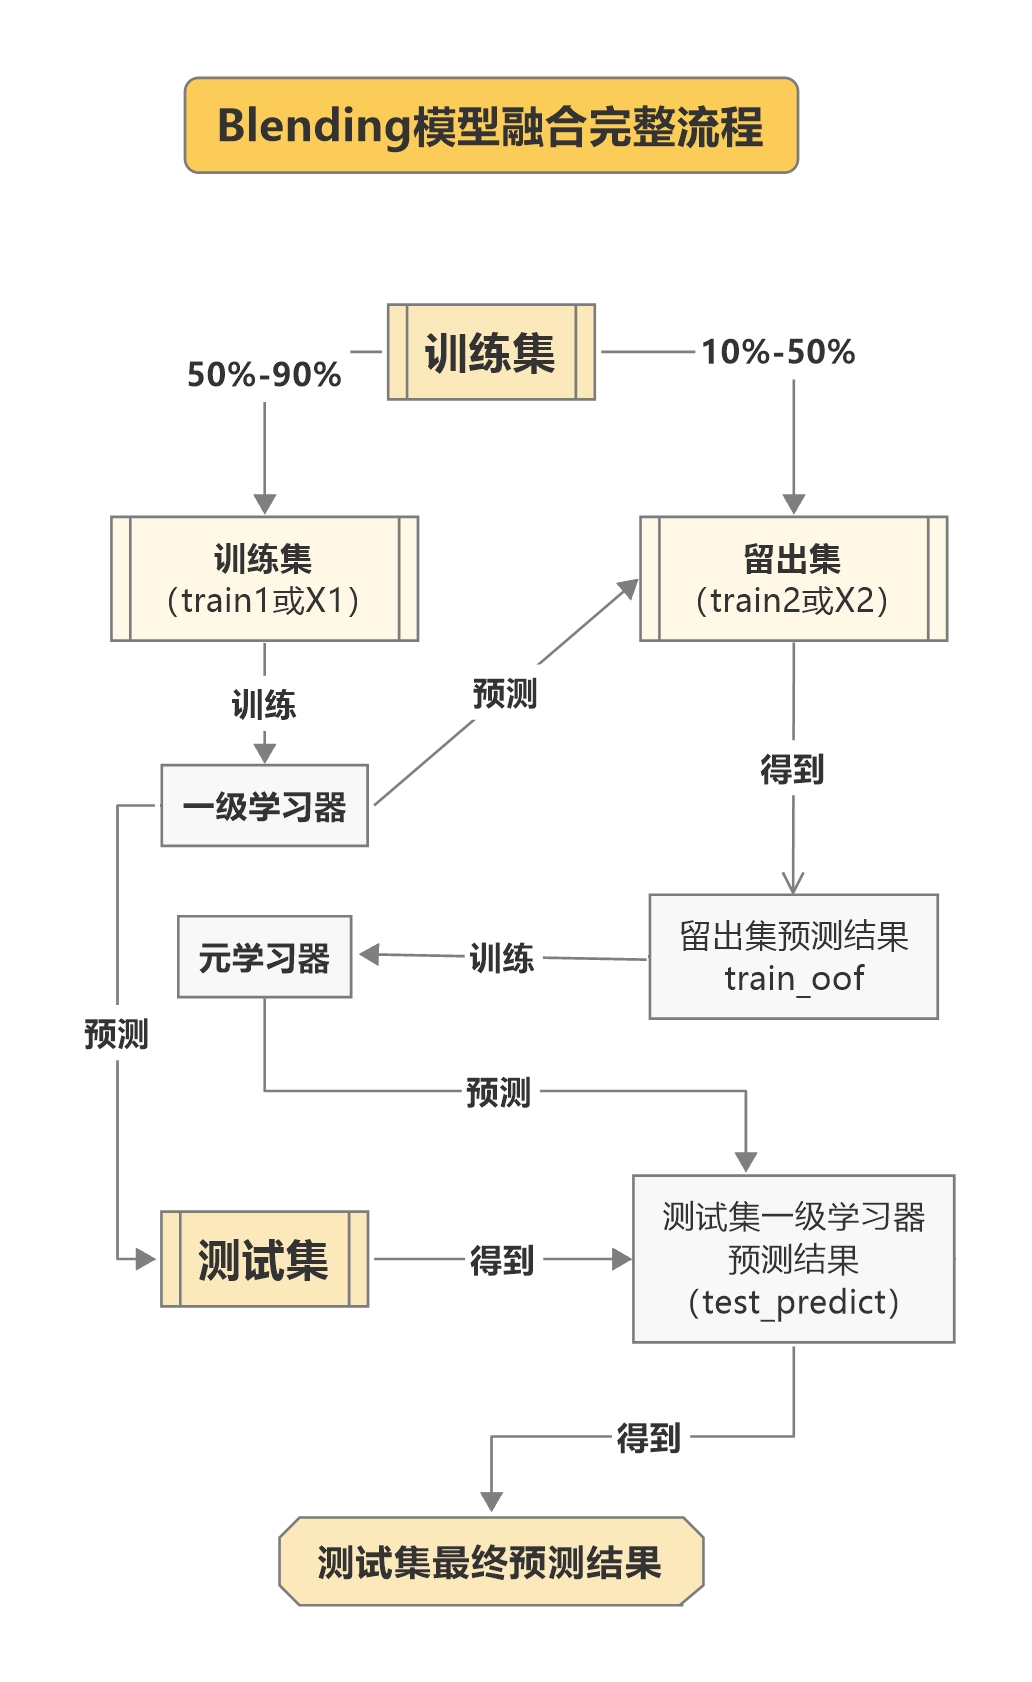 Blending模型融合完整流程
训练集
50%-90%
10%-50%
训练集
（train1或X1）
留出集
（train2或X2）
训练
预测
得到
一级学习器
留出集预测结果
train_oof
训练
元学习器
预测
预测
测试集
得到
测试集一级学习器
预测结果
（test_predict）
得到
测试集最终预测结果